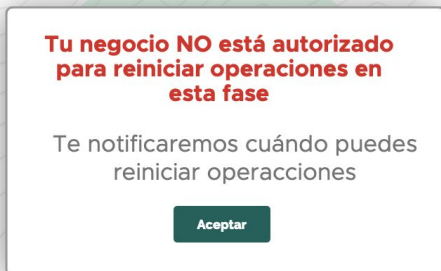 Tu negocio NO está autorizado
para reiniciar operaciones en
esta fase
Te notificaremos cuándo puedes
reiniciar operacciones
Aceptar